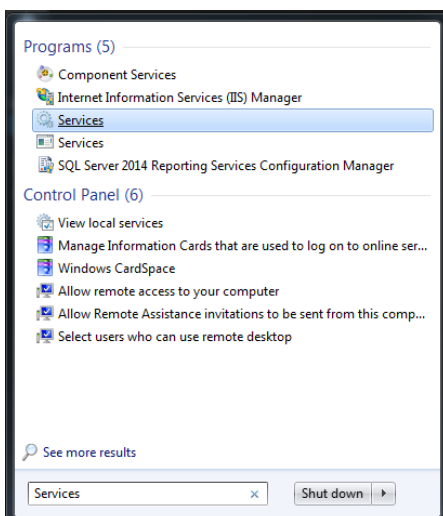 Programs (5)
Component Services
Internet Information Services (IIS) Manager
Services
Services
SQL Server 2014 Reporting Services Configuration Manager
Control Panel (6)
View local services
Manage Information Cards that are used to log on to online ser...
Windows CardSpace
Allow remote access to your computer
Allow Remote Assistance invitations to be sent from this comp...
Select users who can use remote desktop
See more results
Services
Shut down